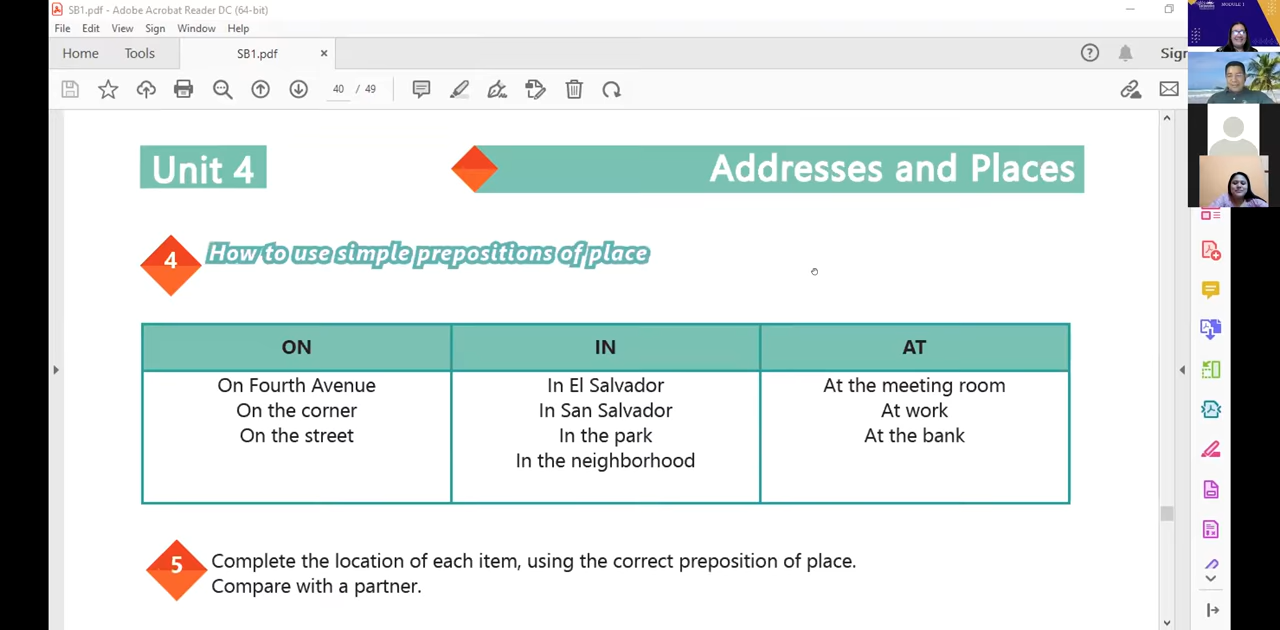 SB1.pdf - Adobe Acrobat Reader DC (64-bit)
File Edit View Sign Window Help
Home Tools SB1.pdf ×
Sign
40 / 49
MODULE 1
Unit 4
Addresses and Places
4
How to use simple prepositions of place
ON IN AT
On Fourth Avenue In El Salvador At the meeting room
On the corner In San Salvador At work
On the street In the park At the bank
In the neighborhood
5
Complete the location of each item, using the correct preposition of place.
Compare with a partner.